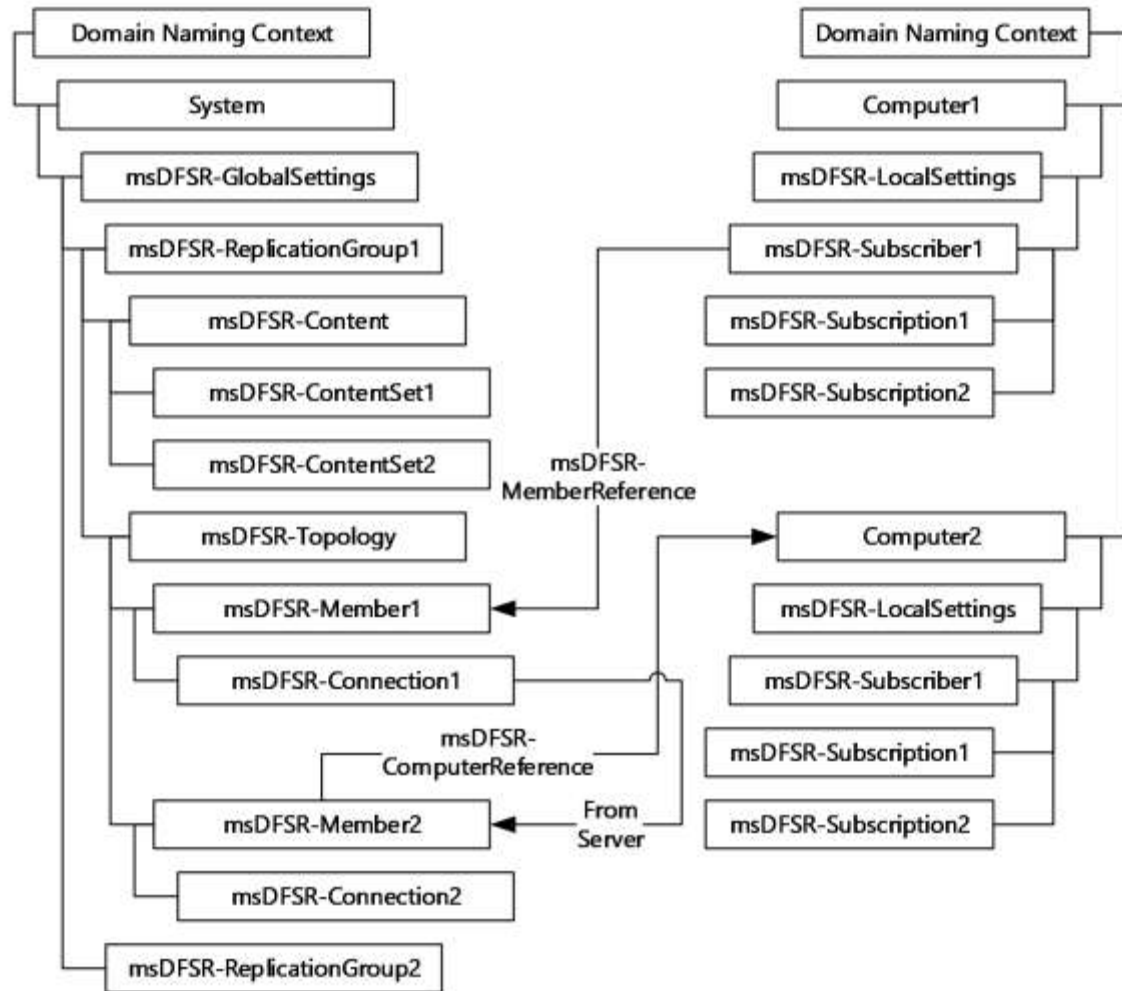 Domain Naming Context
System
msDFSR-GlobalSettings
msDFSR-ReplicationGroup1
msDFSR-Content
msDFSR-ContentSet1
msDFSR-ContentSet2
msDFSR-Topology
msDFSR-Member1
msDFSR-Connection1
msDFSR-Member2
msDFSR-Connection2
msDFSR-ReplicationGroup2
msDFSR-
MemberReference
msDFSR-
ComputerReference
From
Server
Domain Naming Context
Computer1
msDFSR-LocalSettings
msDFSR-Subscriber1
msDFSR-Subscription1
msDFSR-Subscription2
Computer2
msDFSR-LocalSettings
msDFSR-Subscriber1
msDFSR-Subscription1
msDFSR-Subscription2